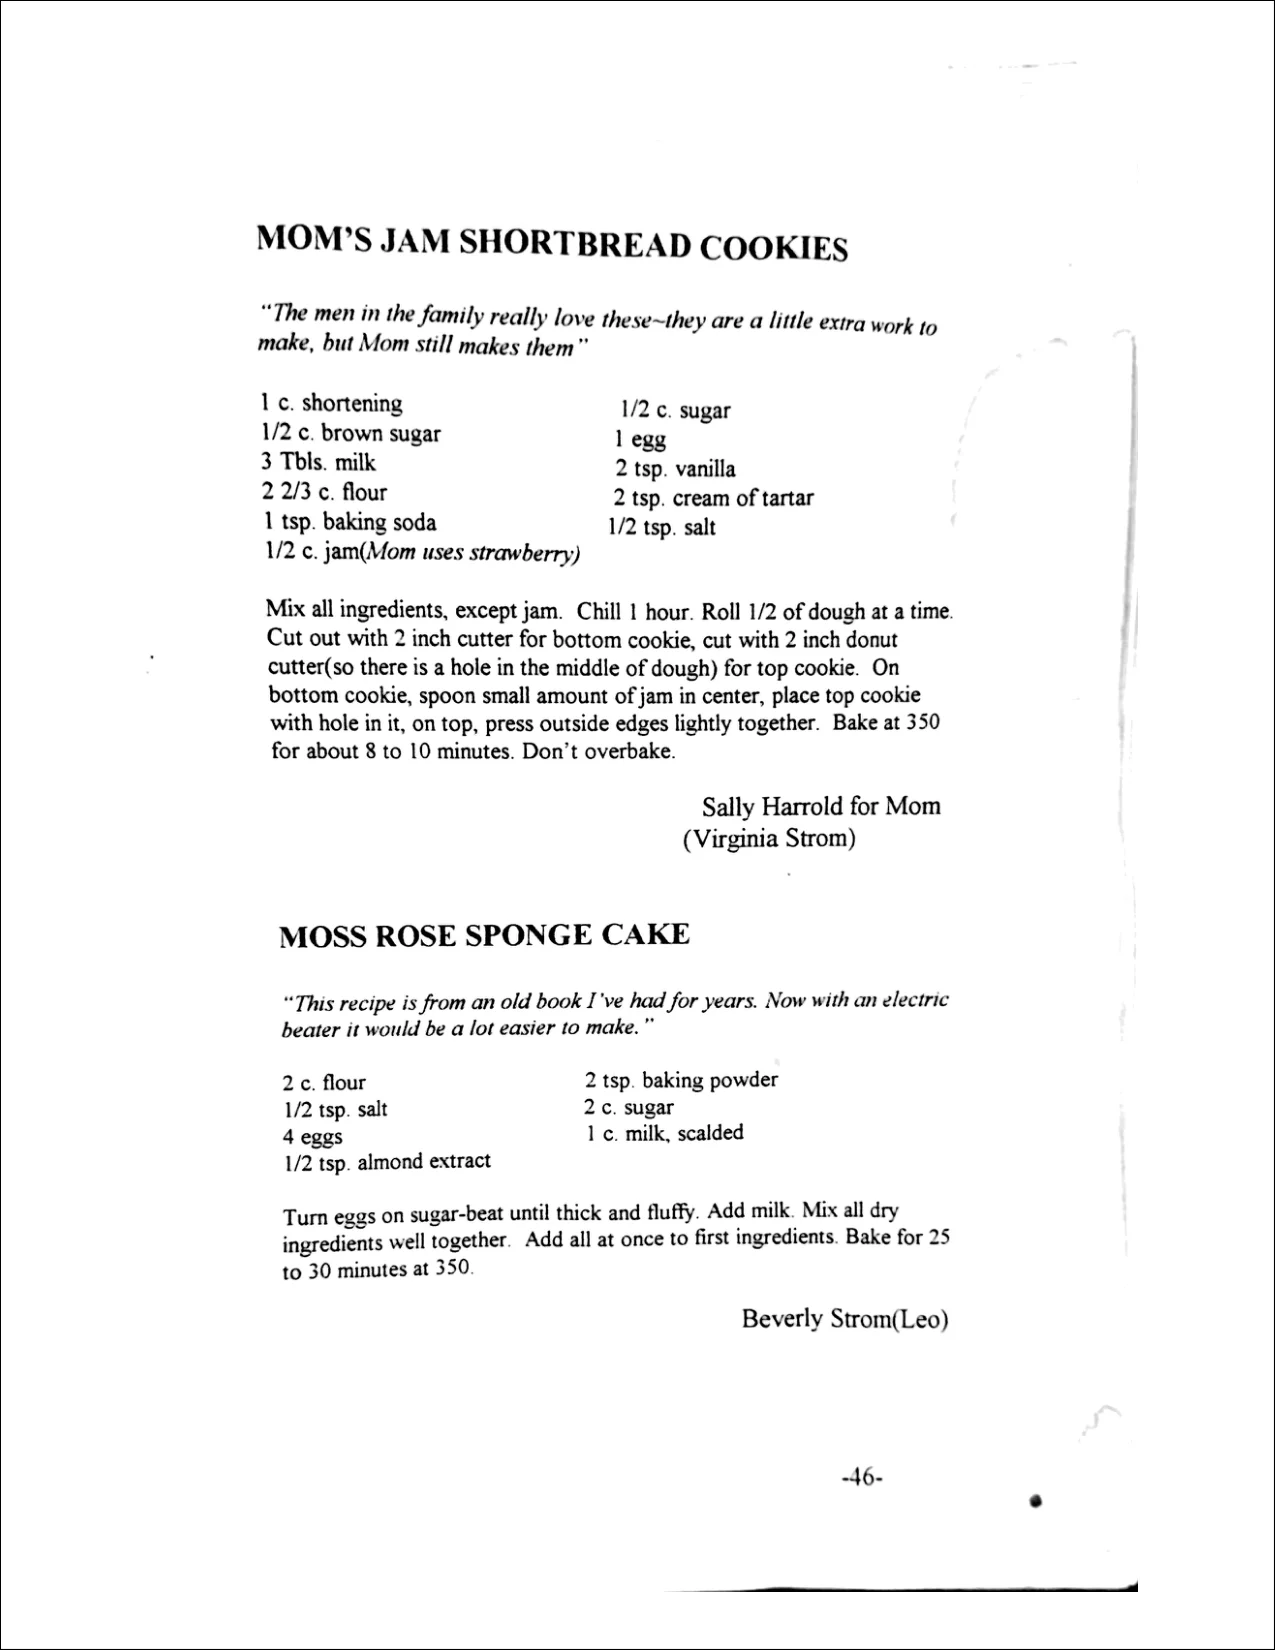 MOM'S JAM SHORTBREAD COOKIES
"The men in the family really love these~they are a little extra work to
make, but Mom still makes them"
1 c. shortening 1/2 c. sugar
1/2 c. brown sugar 1 egg
3 Tbls. milk 2 tsp. vanilla
2 2/3 c. flour 2 tsp. cream of tartar
1 tsp. baking soda 1/2 tsp. salt
1/2 c. jam(Mom uses strawberry)
Mix all ingredients, except jam. Chill 1 hour. Roll 1/2 of dough at a time.
Cut out with 2 inch cutter for bottom cookie, cut with 2 inch donut
cutter(so there is a hole in the middle of dough) for top cookie. On
bottom cookie, spoon small amount of jam in center, place top cookie
with hole in it, on top, press outside edges lightly together. Bake at 350
for about 8 to 10 minutes. Don't overbake.
Sally Harrold for Mom
(Virginia Strom)
MOSS ROSE SPONGE CAKE
"This recipe is from an old book I've had for years. Now with an electric
beater it would be a lot easier to make."
2 c. flour 2 tsp. baking powder
1/2 tsp. salt 2 c. sugar
4 eggs 1 c. milk, scalded
1/2 tsp. almond extract
Turn eggs on sugar-beat until thick and fluffy. Add milk. Mix all dry
ingredients well together. Add all at once to first ingredients. Bake for 25
to 30 minutes at 350.
Beverly Strom(Leo)
-46-